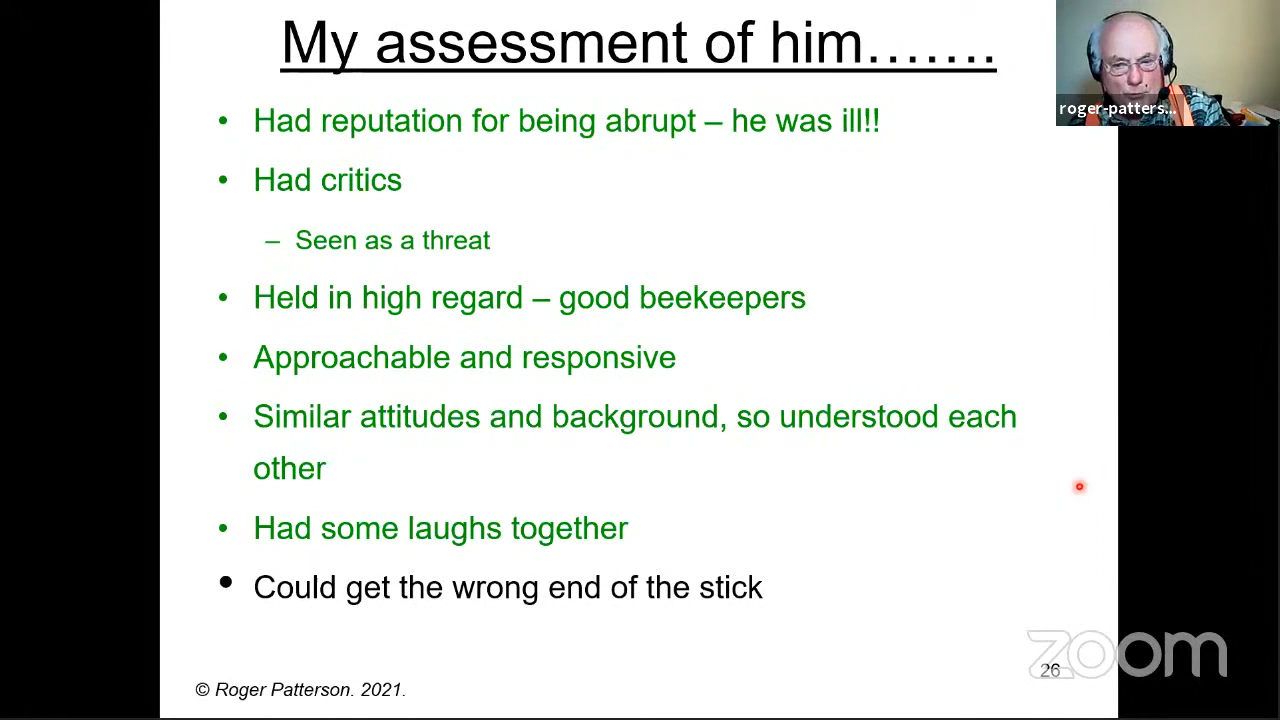 My assessment of him…….
roger-patters...
• Had reputation for being abrupt – he was ill!!
• Had critics
– Seen as a threat
• Held in high regard – good beekeepers
• Approachable and responsive
• Similar attitudes and background, so understood each
other
• Had some laughs together
• Could get the wrong end of the stick
zoom
26
© Roger Patterson. 2021.